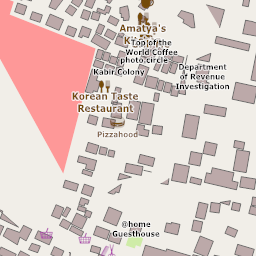 Amatya's
Top of the
World Coffee
photo:circle
Kabir Colony
Department
of Revenue
Investigation
Korean Taste
Restaurant
Pizzahood
@home
Guesthouse